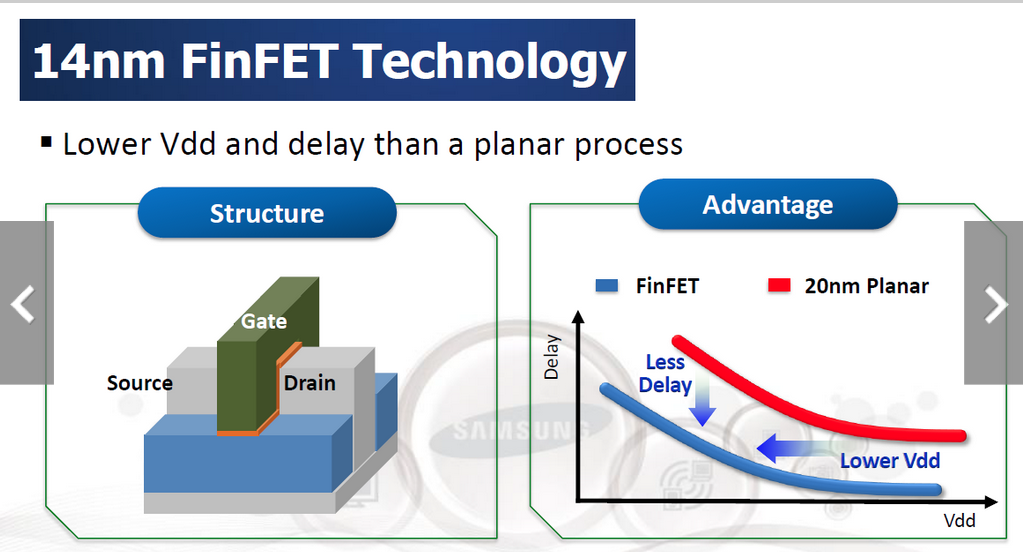 14nm FinFET Technology
▪ Lower Vdd and delay than a planar process
Structure
Gate
Source
Drain
Advantage
FinFET
20nm Planar
Delay
Less
Delay
Lower Vdd
Vdd
SAMSUNG